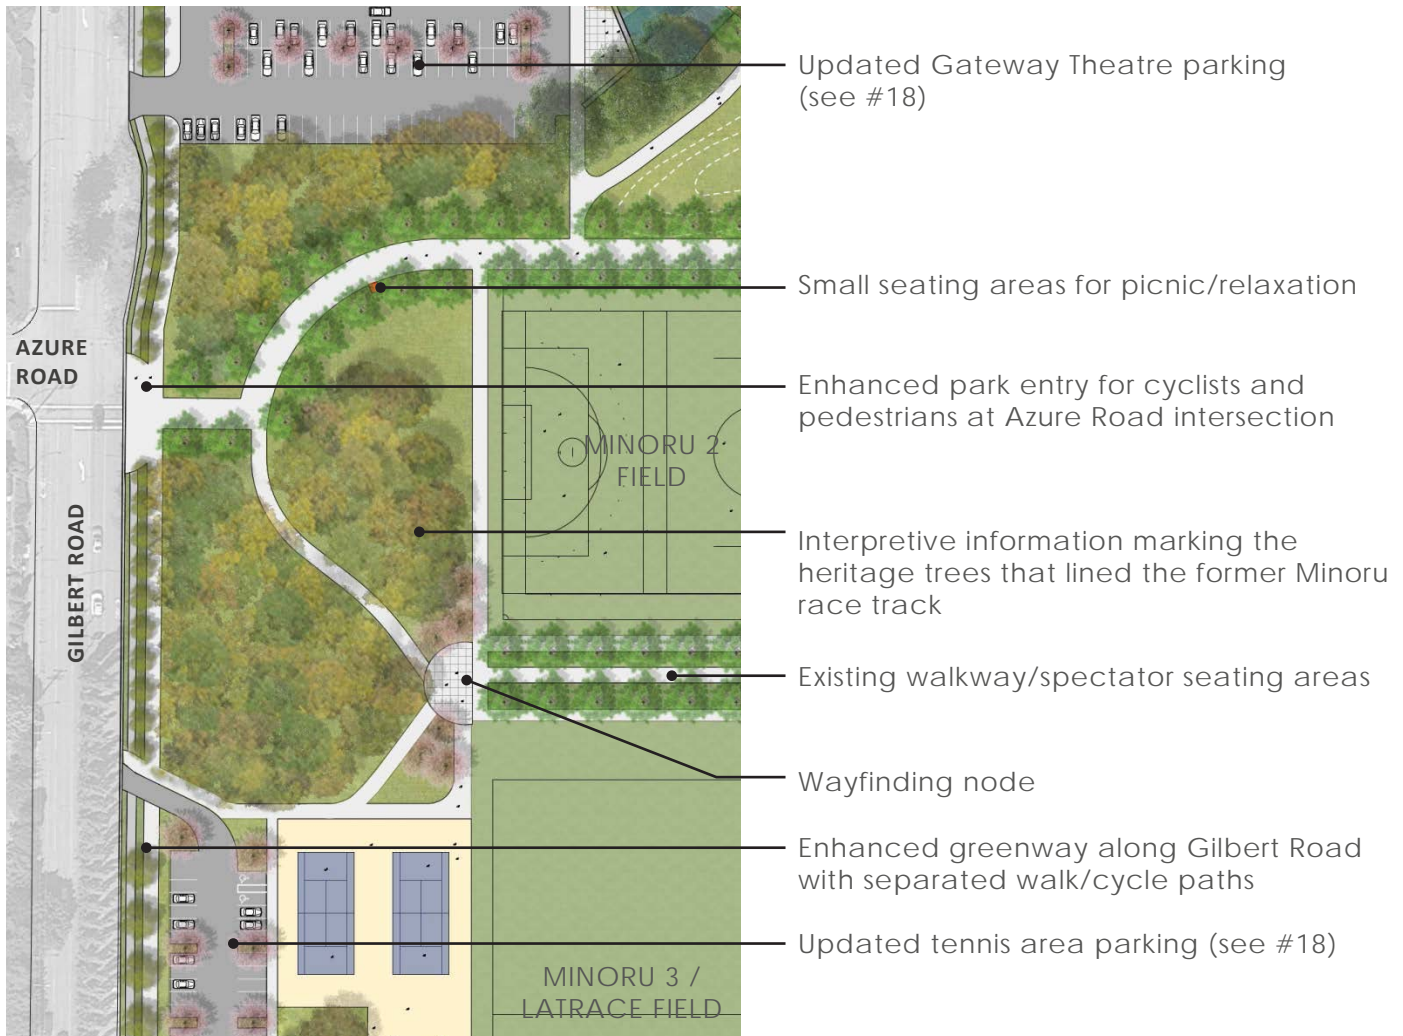 Updated Gateway Theatre parking
(see #18)
Small seating areas for picnic/relaxation
AZURE
ROAD
Enhanced park entry for cyclists and
pedestrians at Azure Road intersection
MINORU 2
FIELD
GILBERT ROAD
Interpretive information marking the
heritage trees that lined the former Minoru
race track
Existing walkway/spectator seating areas
Wayfinding node
Enhanced greenway along Gilbert Road
with separated walk/cycle paths
Updated tennis area parking (see #18)
MINORU 3 /
LATRACE FIELD